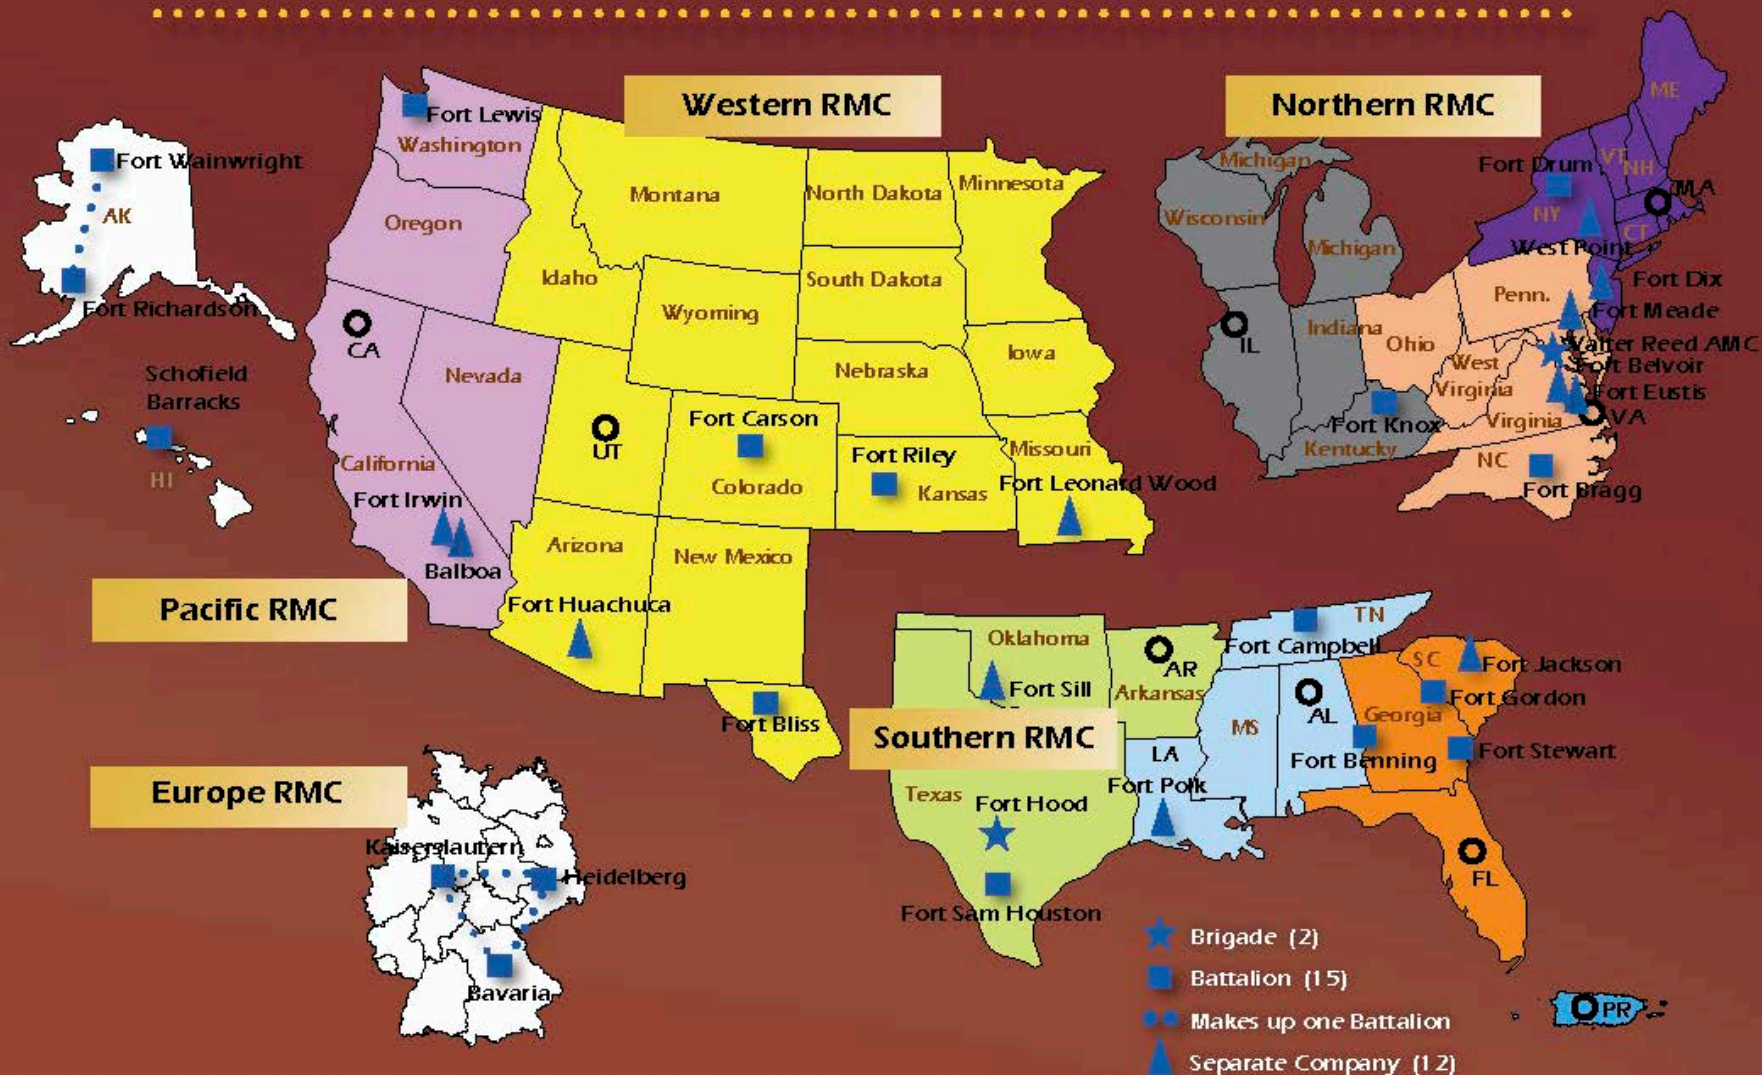 Western RMC
Northern RMC
ME
Fort Lewis
Washington
Michigan
Fort Drum
VT
NH
Fort Wainwright
Montana
North Dakota
Minnesota
MA
AK
Oregon
Wisconsin
NY
CT
Michigan
West Point
Idaho
South Dakota
Fort Dix
Penn.
Fort Richardson
Wyoming
Fort Meade
CA
IL
Indiana
Ohio
Walter Reed AMC
Iowa
Fort Belvoir
Schofield
Barracks
Nevada
Nebraska
West
Virginia
Fort Eustis
Fort Carson
Fort Knox
Virginia
VA
UT
California
Fort Riley
Missouri
Kentucky
NC
HI
Colorado
Kansas
Fort Leonard Wood
Fort Bragg
Fort Irwin
Arizona
New Mexico
Balboa
Pacific RMC
Fort Huachuca
TN
Oklahoma
Fort Campbell
SC
Fort Jackson
AR
Fort Sill
Arkansas
Fort Gordon
Fort Bliss
Southern RMC
MS
AL
Georgia
LA
Fort Benning
Fort Stewart
Europe RMC
Texas
Fort Hood
Fort Polk
Kaiserslautern
Heidelberg
FL
Fort Sam Houston
Brigade (2)
Battalion (15)
Bavaria
PR
Makes up one Battalion
Separate Company (12)